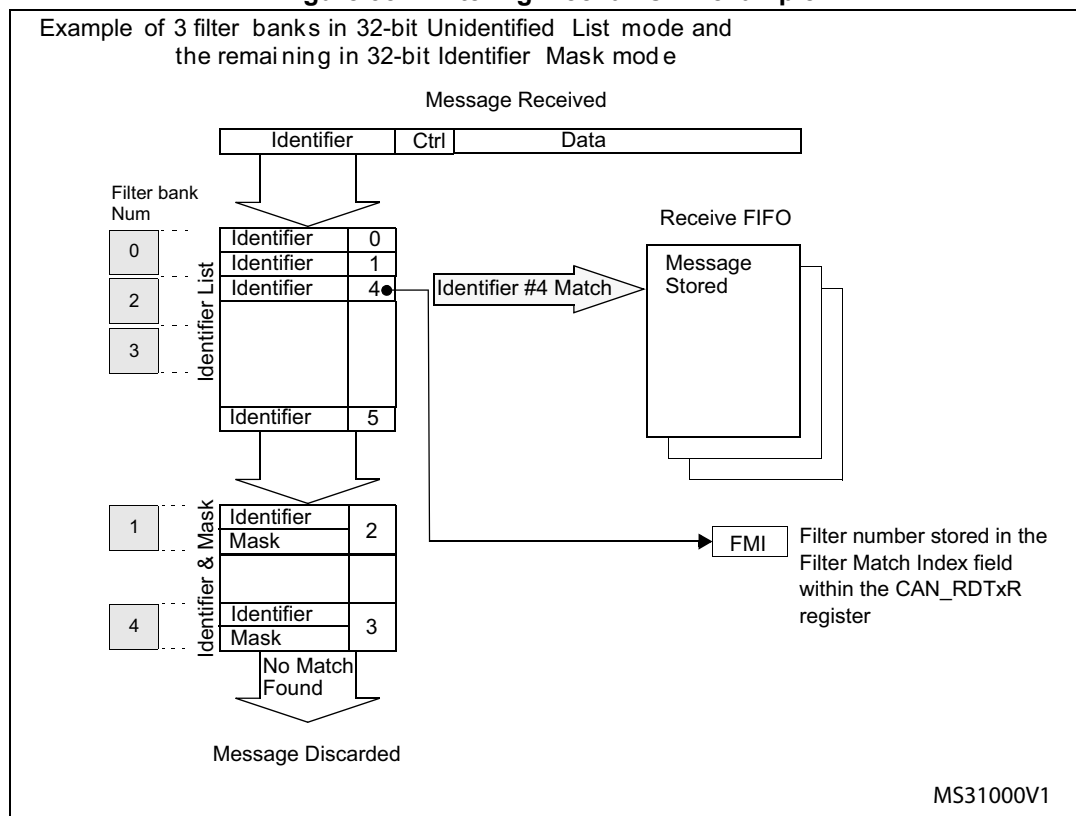 Example of 3 filter banks in 32-bit Unidentified List mode and
the remaining in 32-bit Identifier Mask mode
Message Received
Identifier Ctrl Data
Filter bank
Num
Receive FIFO
0
2
3
Identifier List
Identifier 0
Identifier 1
Identifier 4
Identifier 5
Identifier #4 Match
Message
Stored
1
4
Identifier & Mask
Identifier
Mask
2
Identifier
Mask
3
FMI
Filter number stored in the
Filter Match Index field
within the CAN_RDTxR
register
No Match
Found
Message Discarded
MS31000V1